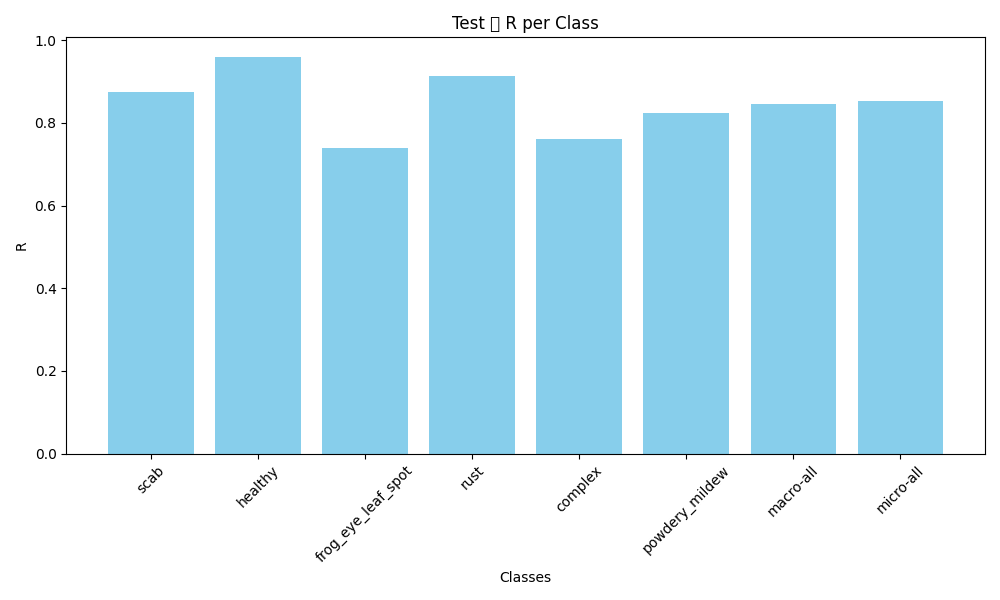 Test R per Class
1.0
0.8
0.6
0.4
0.2
0.0
R
scab
healthy
frog_eye_leaf_spot
rust
complex
powdery_mildew
macro-all
micro-all
Classes